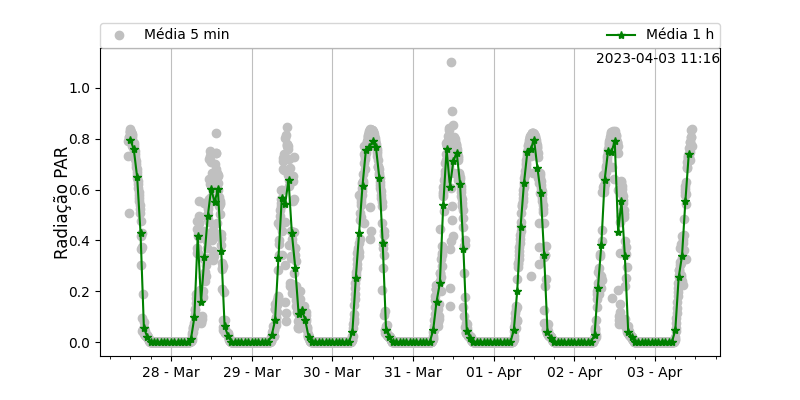 Média 5 min
Média 1 h
2023-04-03 11:16
Radiação PAR
1.0
0.8
0.6
0.4
0.2
0.0
28 - Mar
29 - Mar
30 - Mar
31 - Mar
01 - Apr
02 - Apr
03 - Apr